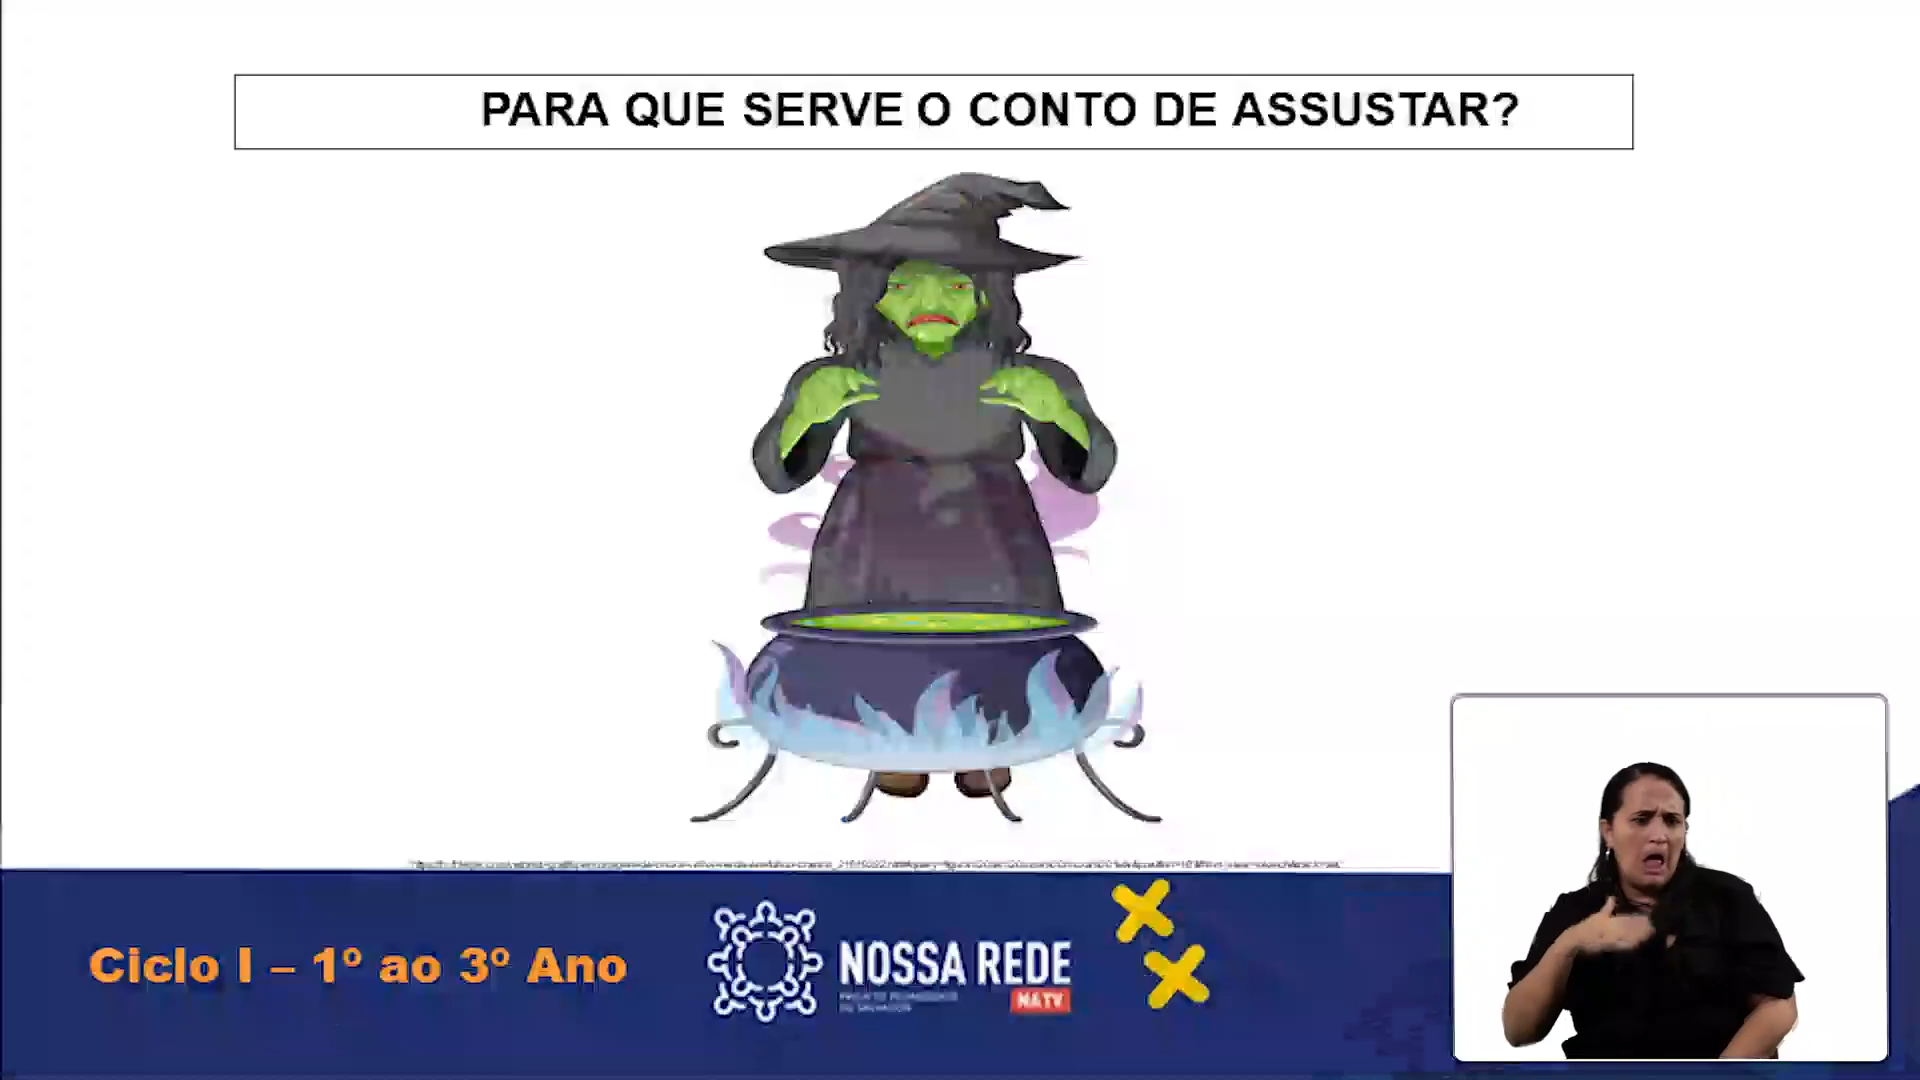 PARA QUE SERVE O CONTO DE ASSUSTAR?
Ciclo I – 1º ao 3º Ano
NOSSA REDE
NA TV